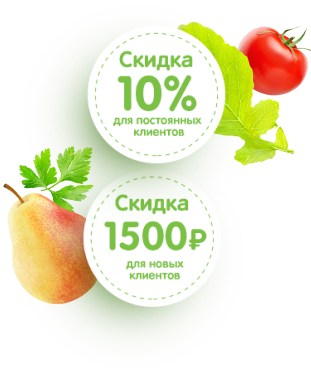 Скидка
10%
для постоянных
клиентов
Скидка
1500₽
для новых
клиентов